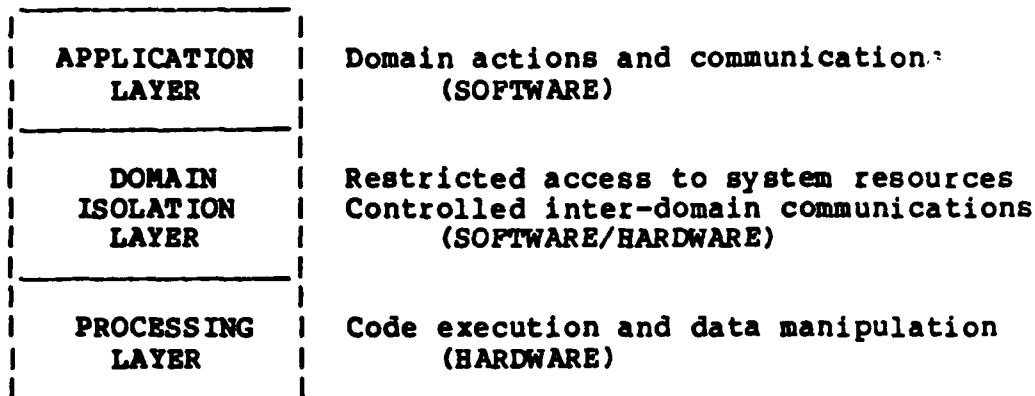 APPLICATION Domain actions and communication
LAYER (SOFTWARE)
DOMAIN Restricted access to system resources
ISOLATION Controlled inter-domain communications
LAYER (SOFTWARE/HARDWARE)
PROCESSING Code execution and data manipulation
LAYER (HARDWARE)